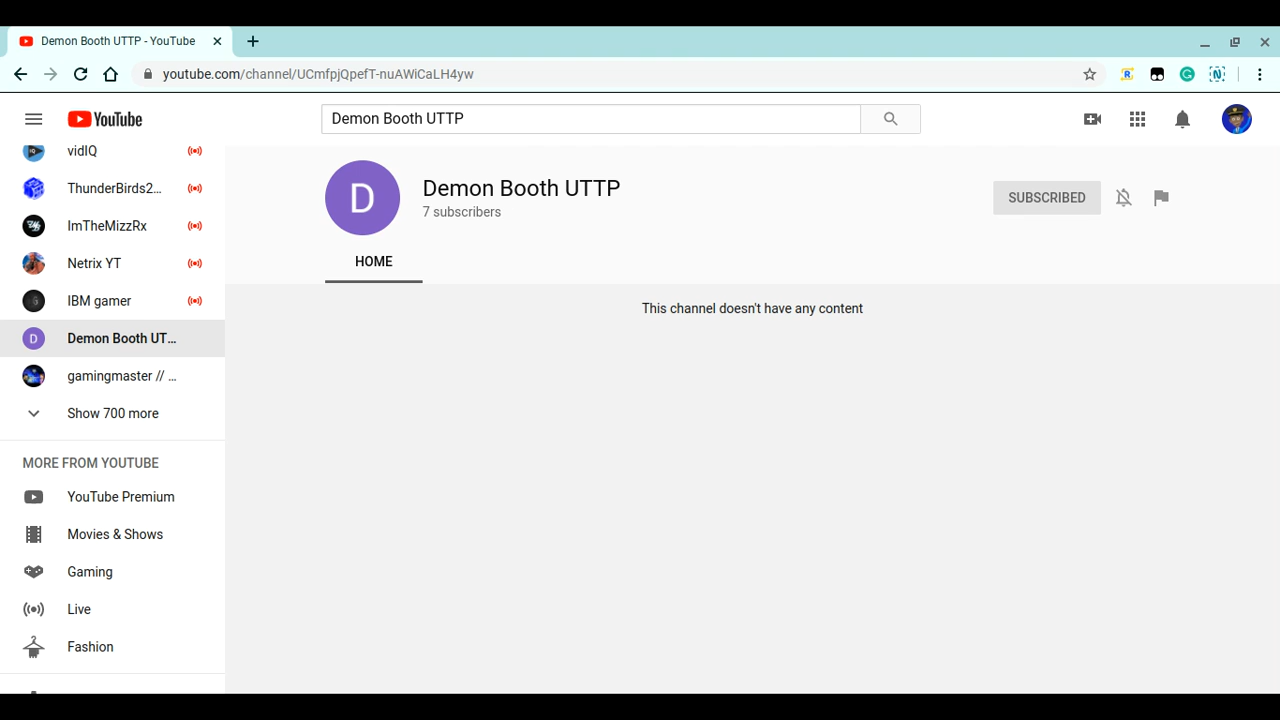 Demon Booth UTTP - YouTube
youtube.com/channel/UCmfpjQpefT-nuAWiCaLH4yw
YouTube
Demon Booth UTTP
vidIQ
ThunderBirds2...
ImTheMizzRx
Netrix YT
IBM gamer
Demon Booth UT...
gamingmaster // ...
Show 700 more
MORE FROM YOUTUBE
YouTube Premium
Movies & Shows
Gaming
Live
Fashion
D
Demon Booth UTTP
7 subscribers
SUBSCRIBED
HOME
This channel doesn't have any content